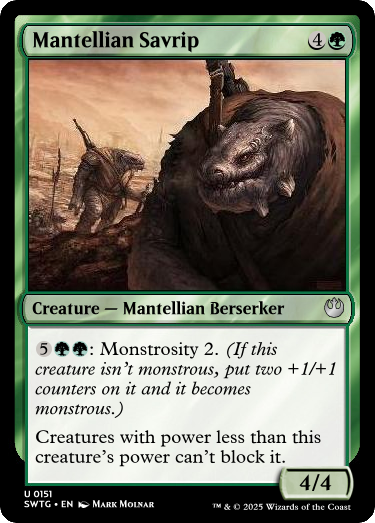 Mantellian Savrip 4
Creature — Mantellian Berserker
5: Monstrosity 2. (If this
creature isn't monstrous, put two +1/+1
counters on it and it becomes
monstrous.)
Creatures with power less than this
creature's power can't block it.
4/4
U 0151
SWTG • EN Mark Molnar
™ & © 2025 Wizards of the Coast